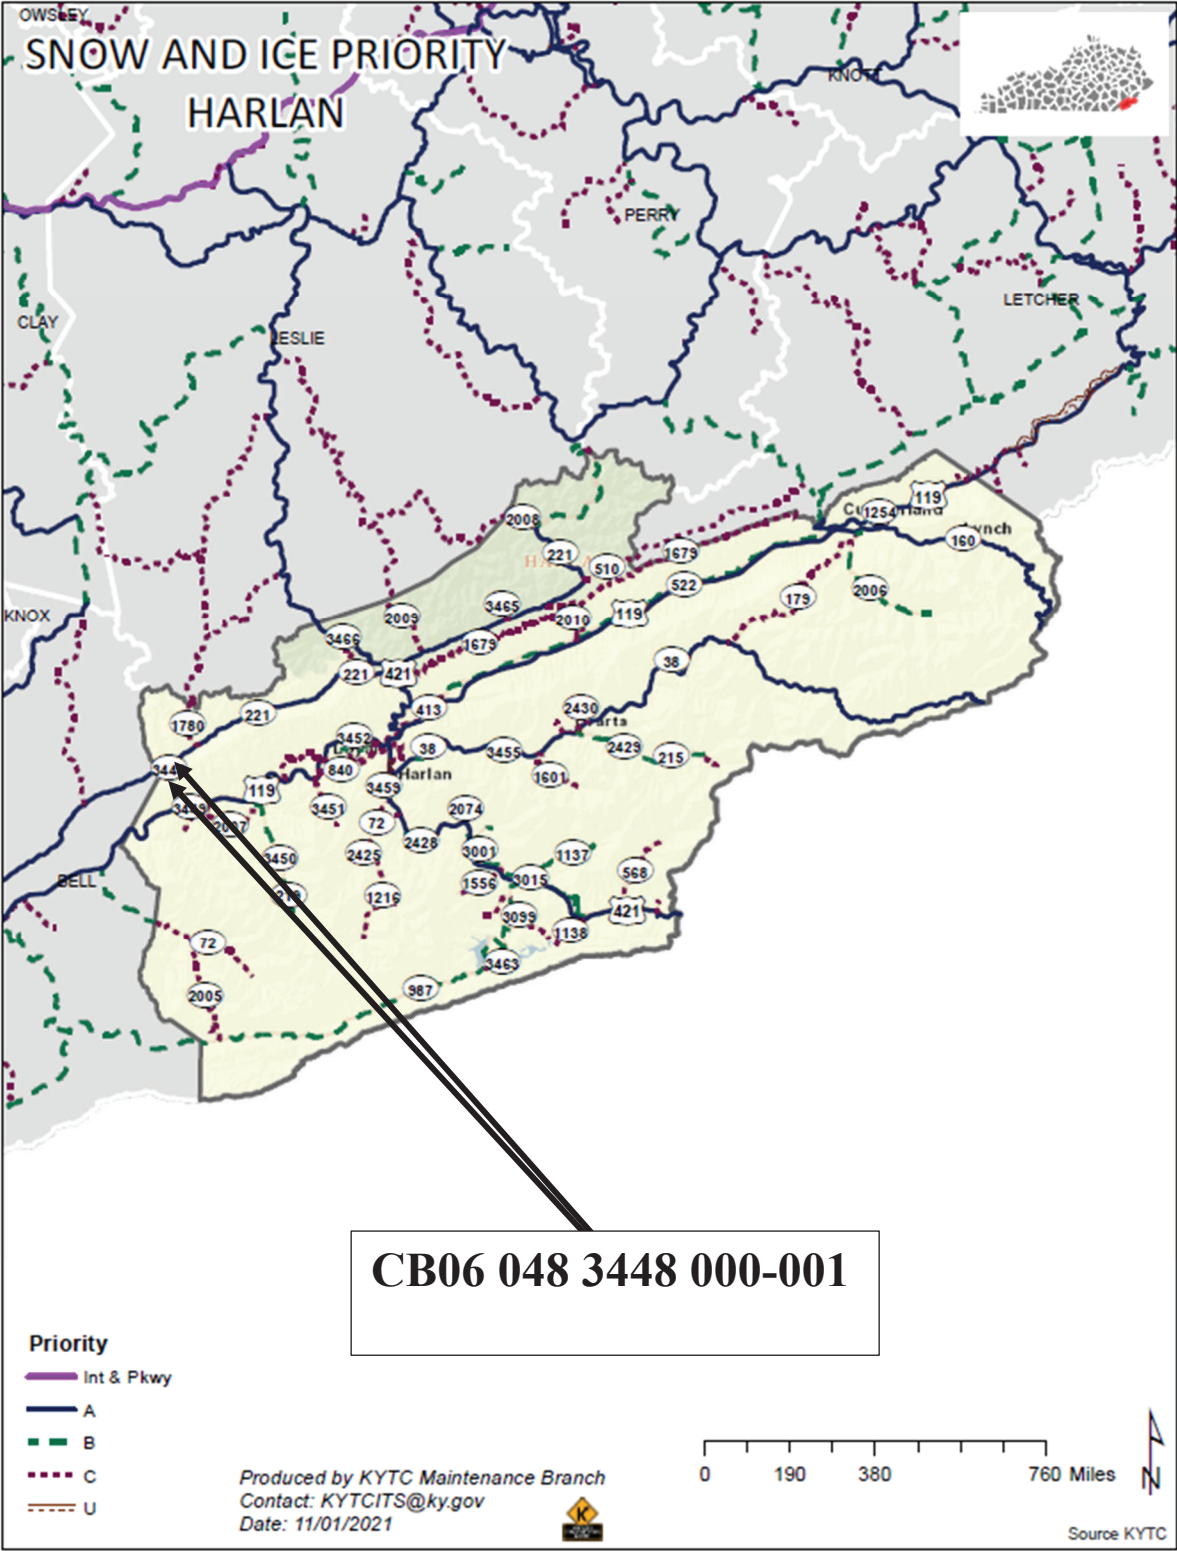 OWSLEY
SNOW AND ICE PRIORITY
HARLAN
KNOTT
PERRY
LETCHER
CLAY
LESLIE
KNOX
BELL
119
1254
Lynch
160
2008
221
510
1679
522
179
2006
3465
2009
2010
119
3466
1679
221
421
38
1780
221
413
2430
3452
38
3455
2429
215
840
Harlan
1601
119
3459
3451
2074
72
2428
3450
2425
3001
1137
568
1556
3015
1216
3099
421
1138
72
3463
987
2005
CB06 048 3448 000-001
Priority
Int & Pkwy
A
B
C
U
Produced by KYTC Maintenance Branch
Contact: KYTCITS@ky.gov
Date: 11/01/2021
0 190 380 760 Miles
N
Source KYTC